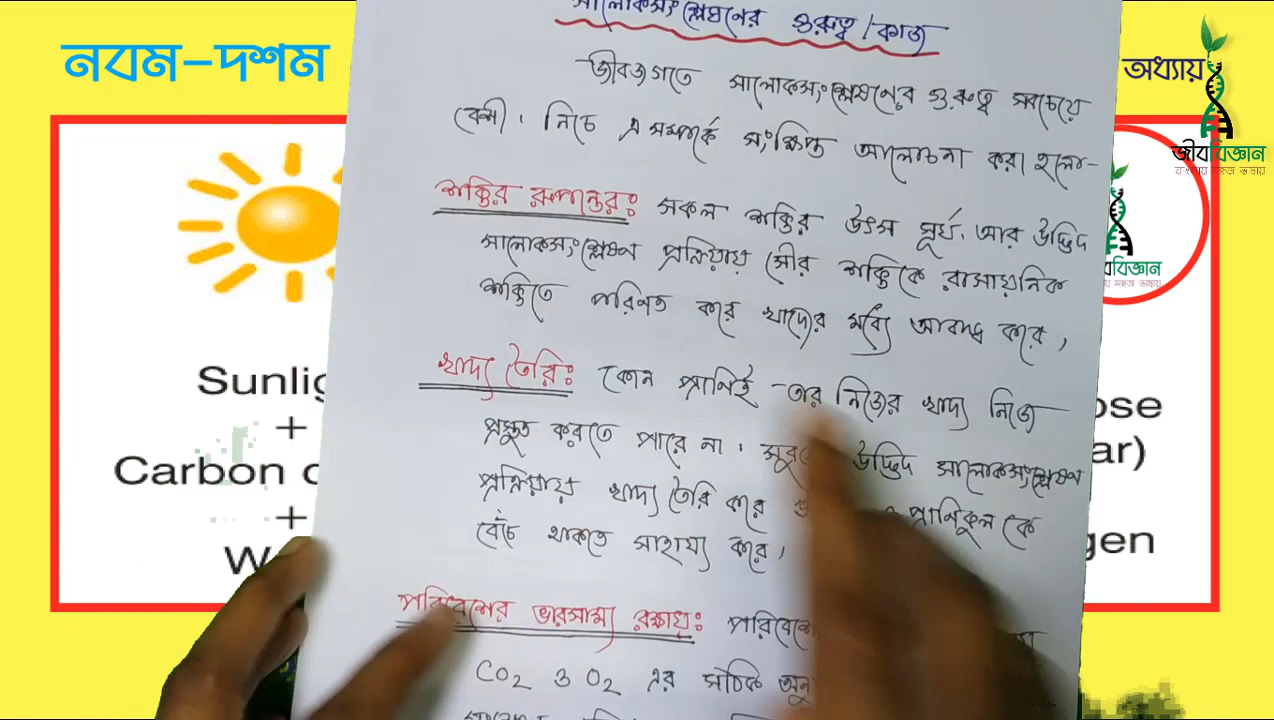 নবম-দশম
অধ্যায়
জীববিজ্ঞান
সালোকসংশ্লেষণের গুরুত্ব/কাজ
জীবজগতে সালোকসংশ্লেষণের গুরুত্ব সবচেয়ে
বেশী। নিচে এ সম্পর্কে সংক্ষিপ্ত আলোচনা করা হলো-
শক্তির রুপান্তরঃ সকল শক্তির উৎস সূর্য। আর উদ্ভিদ
সালোকসংশ্লেষণ প্রক্রিয়ায় সৌর শক্তিকে রাসায়নিক
শক্তিতে পরিণত করে খাদ্যের মধ্যে আবদ্ধ করে,
খাদ্য তৈরিঃ কোন প্রাণিই তার নিজের খাদ্য নিজে
প্রস্তুত করতে পারে না। উদ্ভিদ সালোকসংশ্লেষণ
প্রক্রিয়ায় খাদ্য তৈরি করে প্রাণিকুল কে
বেঁচে থাকতে সাহায্য করে,
পরিবেশের ভারসাম্য রক্ষায়ঃ
CO2 ও O2 এর সঠিক
Sunlig
+
Carbon
+
W
ose
ar)
gen
বিজ্ঞান